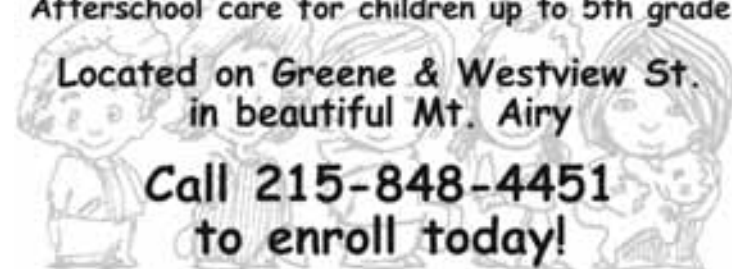 Afterschool care for children up to 5th grade
Located on Greene & Westview St.
in beautiful Mt. Airy
Call 215-848-4451
to enroll today!